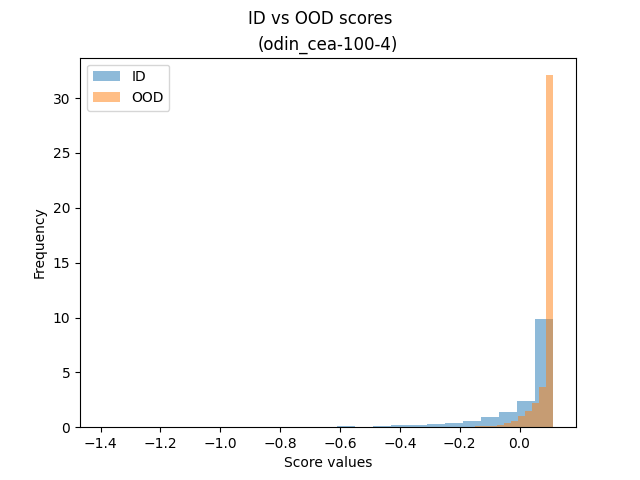 ID vs OOD scores
(odin_cea-100-4)
ID
OOD
30
25
20
15
10
5
0
Frequency
−1.4 −1.2 −1.0 −0.8 −0.6 −0.4 −0.2 0.0
Score values